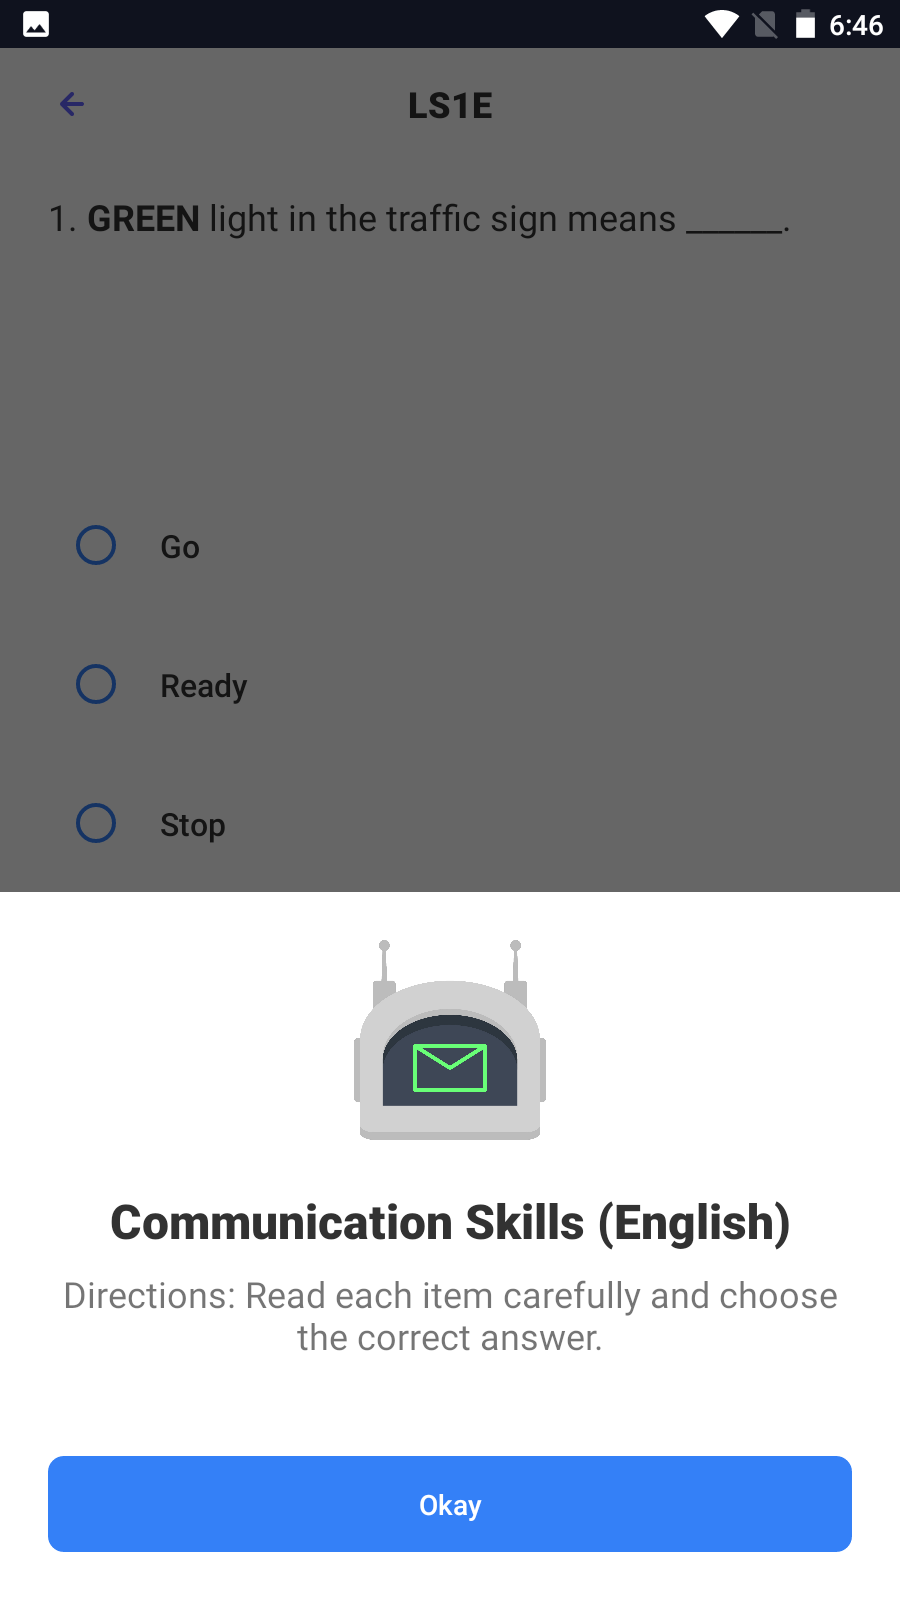 6:46
LS1E
1. GREEN light in the traffic sign means ______.
Go
Ready
Stop
Communication Skills (English)
Directions: Read each item carefully and choose
the correct answer.
Okay